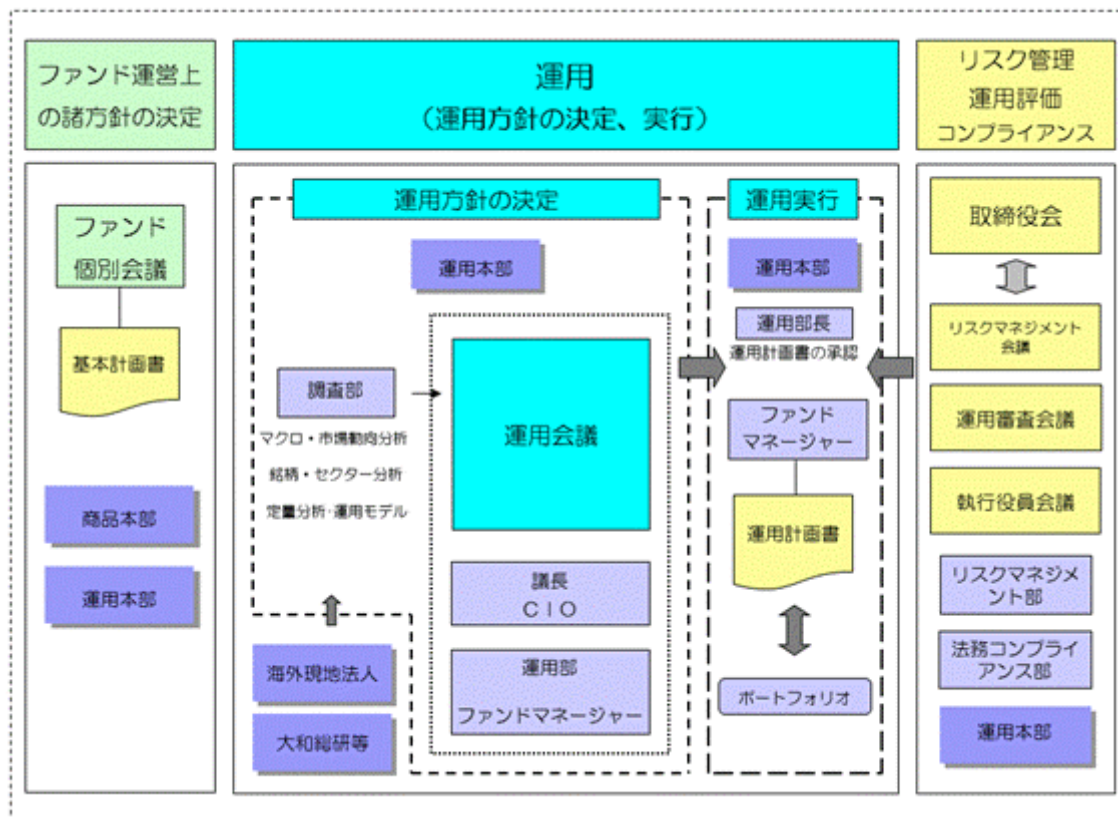 ファンド運営上
の諸方針の決定
運用
（運用方針の決定、実行）
リスク管理
運用評価
コンプライアンス
ファンド
個別会議
基本計画書
商品本部
運用本部
運用方針の決定
運用本部
調査部
マクロ・市場動向分析
銘柄・セクター分析
定量分析・運用モデル
運用会議
議長
CIO
運用部
ファンドマネージャー
海外現地法人
大和総研等
運用実行
運用本部
運用部長
運用計画書の承認
ファンド
マネージャー
運用計画書
ポートフォリオ
取締役会
リスクマネジメント
会議
運用審査会議
執行役員会議
リスクマネジメ
ント部
法務コンプライ
アンス部
運用本部